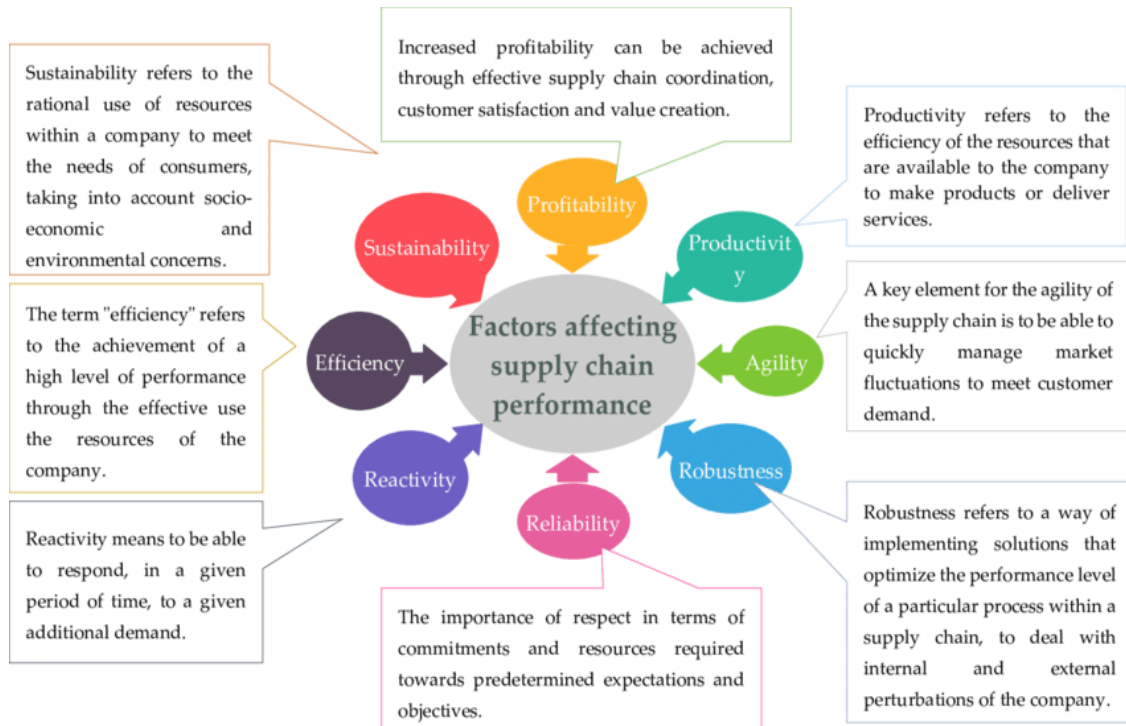 Sustainability refers to the
rational use of resources
within a company to meet
the needs of consumers,
taking into account socio-
economic and
environmental concerns.
Increased profitability can be achieved
through effective supply chain coordination,
customer satisfaction and value creation.
Productivity refers to the
efficiency of the resources that
are available to the company
to make products or deliver
services.
Profitability
Sustainability
Productivit
y
The term "efficiency" refers
to the achievement of a
high level of performance
through the effective use
the resources of the
company.
Efficiency
Factors affecting
supply chain
performance
Agility
A key element for the agility of
the supply chain is to be able to
quickly manage market
fluctuations to meet customer
demand.
Reactivity
Reliability
Robustness
Reactivity means to be able
to respond, in a given
period of time, to a given
additional demand.
The importance of respect in terms of
commitments and resources required
towards predetermined expectations and
objectives.
Robustness refers to a way of
implementing solutions that
optimize the performance level
of a particular process within a
supply chain, to deal with
internal and external
perturbations of the company.